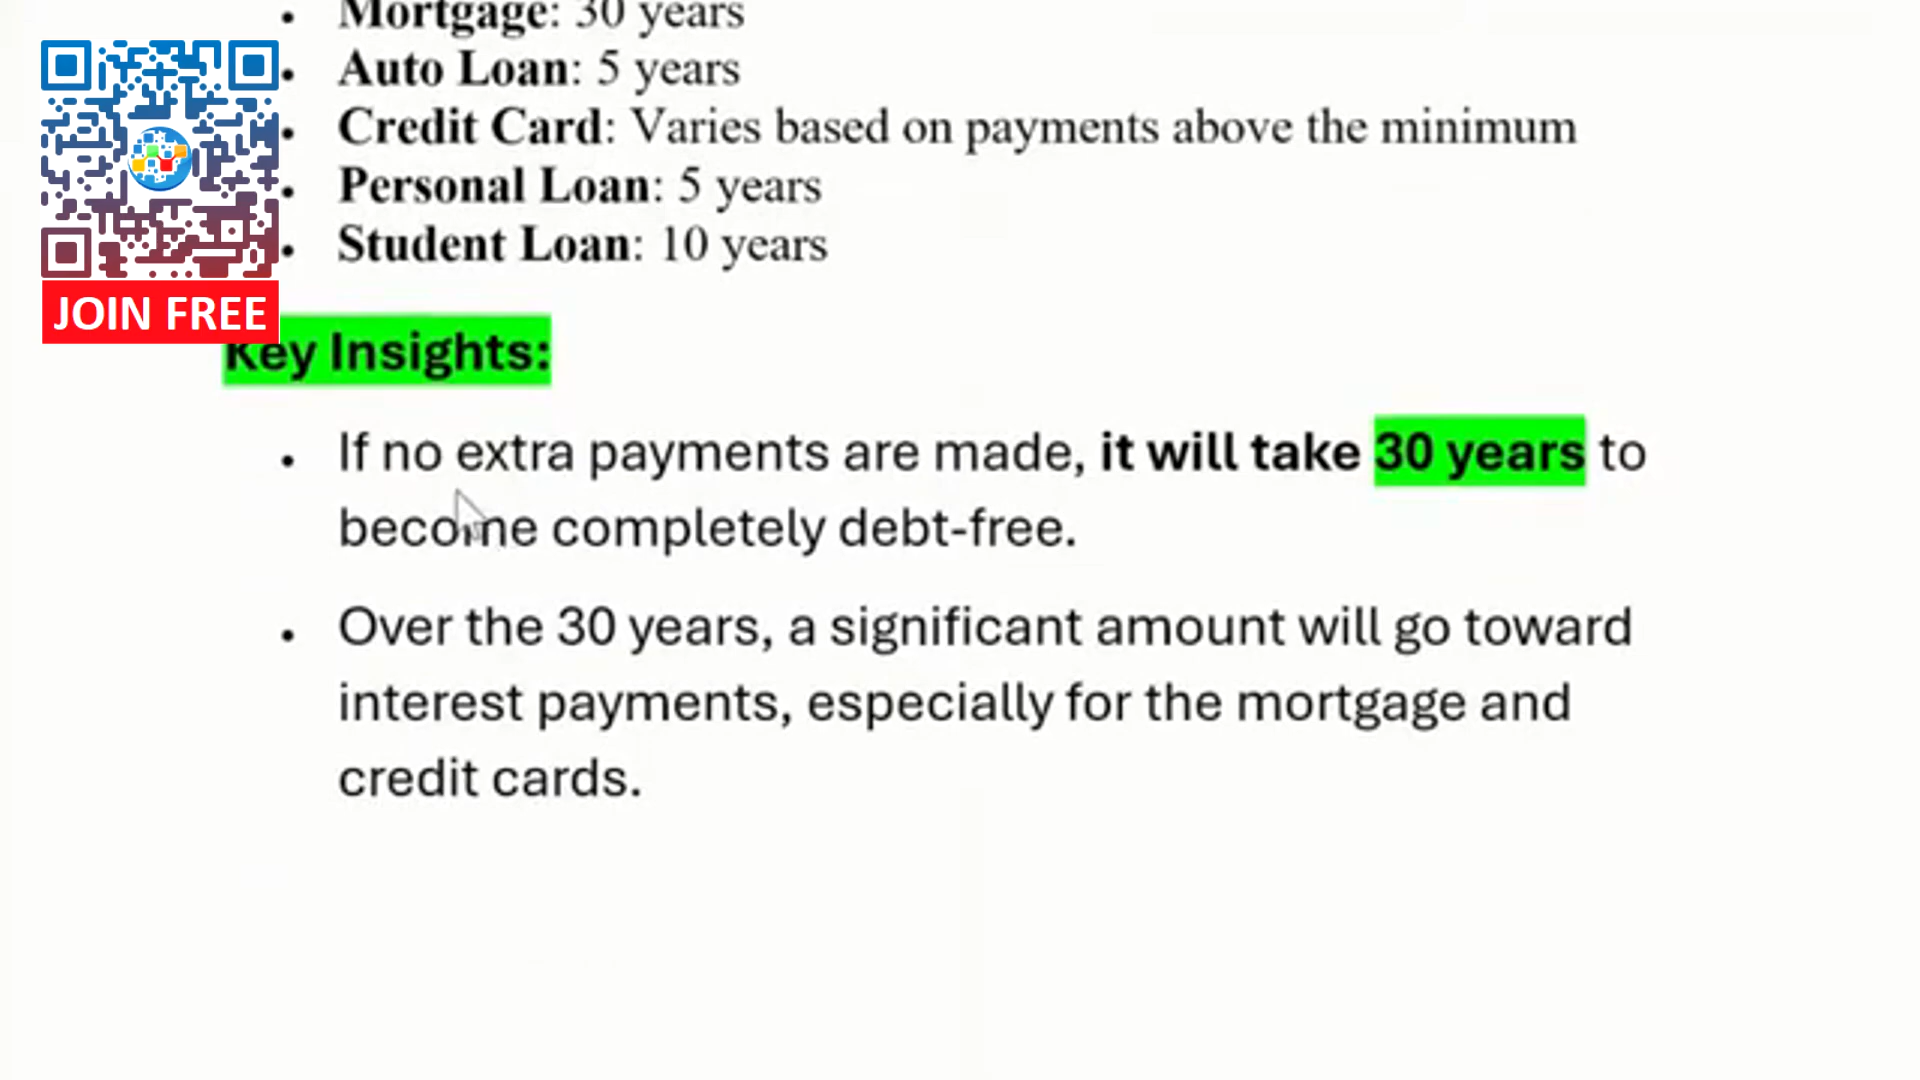 Mortgage: 30 years
Auto Loan: 5 years
Credit Card: Varies based on payments above the minimum
Personal Loan: 5 years
Student Loan: 10 years
JOIN FREE
Key Insights:
If no extra payments are made, it will take 30 years to
become completely debt-free.
Over the 30 years, a significant amount will go toward
interest payments, especially for the mortgage and
credit cards.